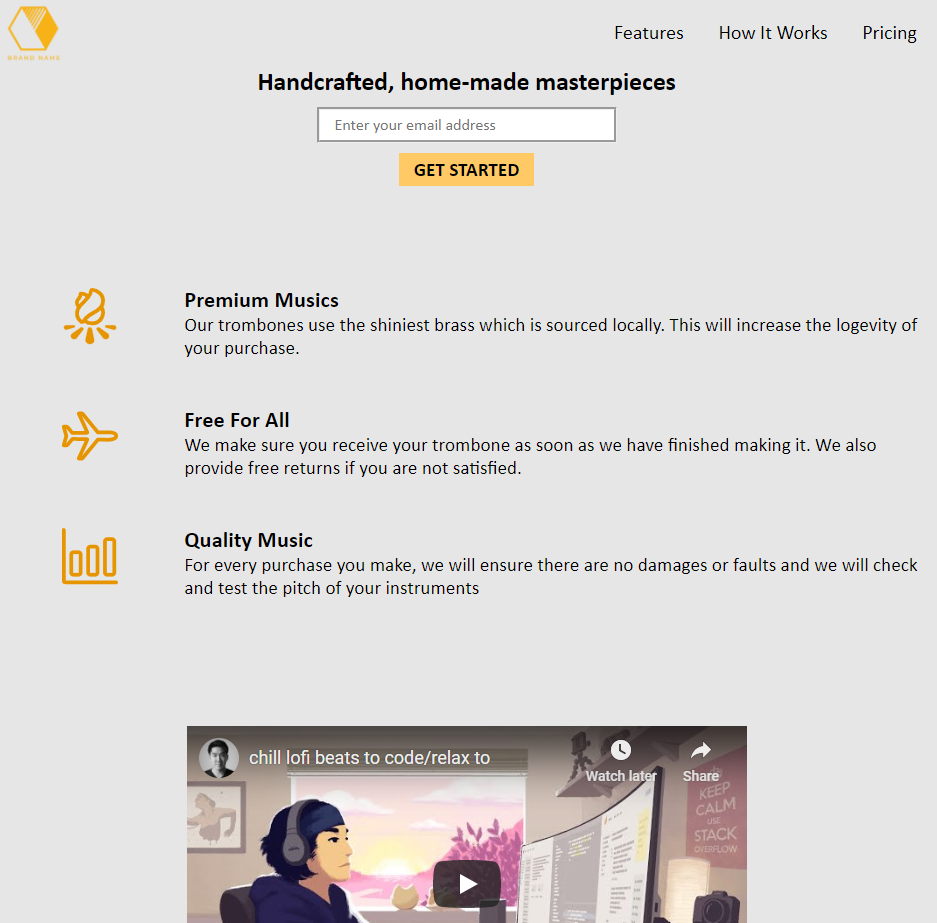 BRAND NAME
Features
How It Works
Pricing
Handcrafted, home-made masterpieces
Enter your email address
GET STARTED
Premium Musics
Our trombones use the shiniest brass which is sourced locally. This will increase the logevity of
your purchase.
Free For All
We make sure you receive your trombone as soon as we have finished making it. We also
provide free returns if you are not satisfied.
Quality Music
For every purchase you make, we will ensure there are no damages or faults and we will check
and test the pitch of your instruments
chill lofi beats to code/relax to
Watch later
Share
KEEP
CALM
USE
STACK
OVERFLOW